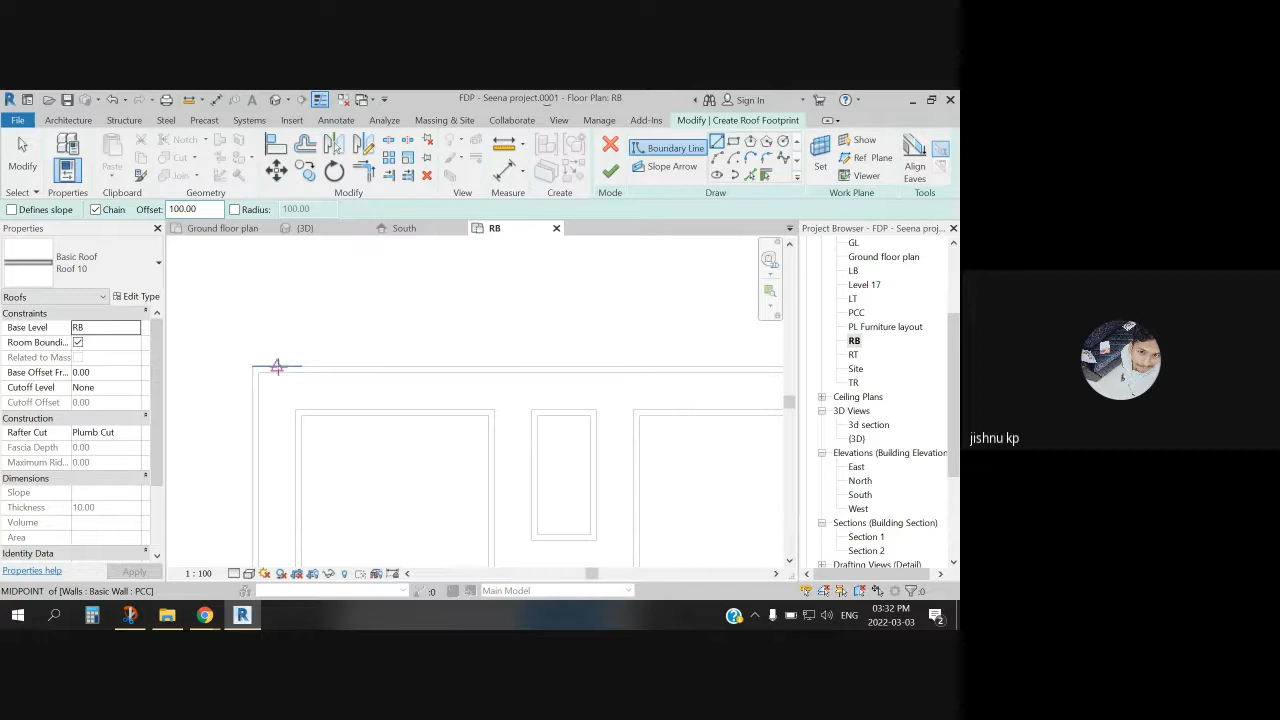 FDP - Seena project.0001 - Floor Plan: RB
Sign In
File
Architecture
Structure
Steel
Precast
Systems
Insert
Annotate
Analyze
Massing & Site
Collaborate
View
Manage
Add-Ins
Modify | Create Roof Footprint
Modify
Paste
Notch
Cut
Join
Boundary Line
Slope Arrow
Set
Show
Ref Plane
Viewer
Align
Eaves
Select
Properties
Clipboard
Geometry
Modify
View
Measure
Create
Mode
Draw
Work Plane
Tools
Defines slope
Chain
Offset:
100.00
Radius:
100.00
Properties
Ground floor plan
{3D}
South
RB
Project Browser - FDP - Seena proj...
Basic Roof
Roof 10
Roofs
Edit Type
Constraints
Base Level
RB
Room Boundi...
Related to Mass
Base Offset Fr...
0.00
Cutoff Level
None
Cutoff Offset
0.00
Construction
Rafter Cut
Plumb Cut
Fascia Depth
0.00
Maximum Rid...
0.00
Dimensions
Slope
Thickness
10.00
Volume
Area
Identity Data
Properties help
Apply
GL
Ground floor plan
LB
Level 17
LT
PCC
PL Furniture layout
RB
RT
Site
TR
Ceiling Plans
3D Views
3d section
{3D}
Elevations (Building Elevation
East
North
South
West
Sections (Building Section)
Section 1
Section 2
Drafting Views (Detail)
1 : 100
MIDPOINT of [Walls : Basic Wall : PCC]
:0
Main Model
:0
ENG
03:32 PM
2022-03-03
2
jishnu kp